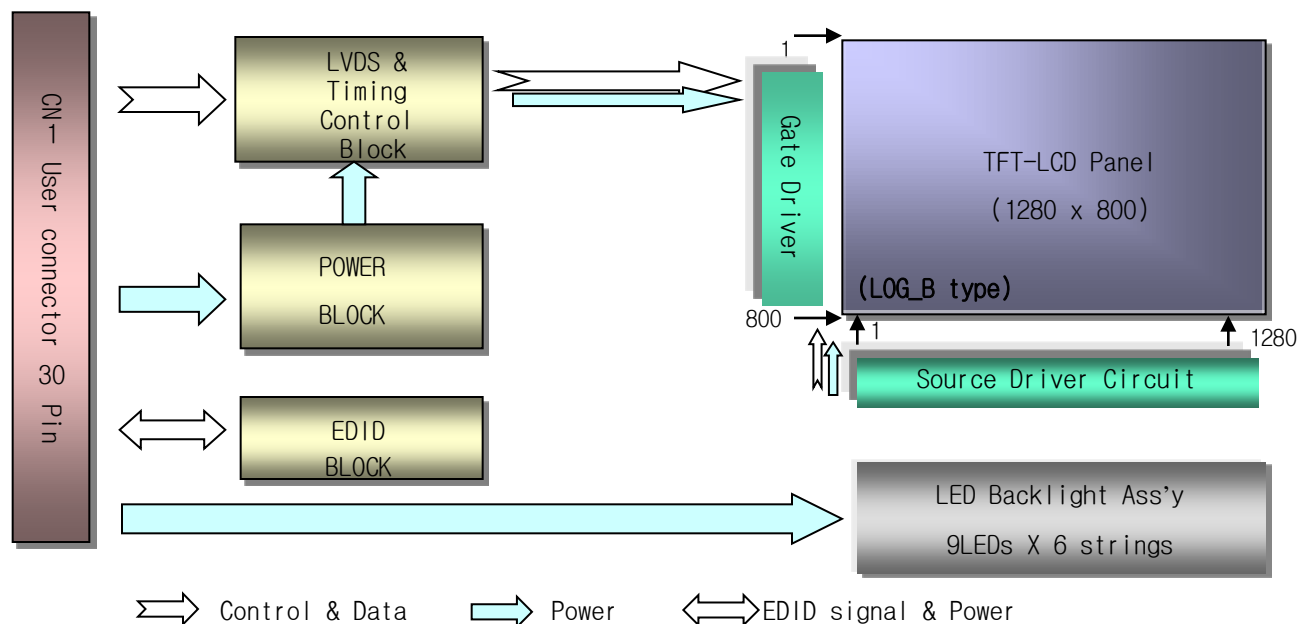 CN-1 User connector 30 Pin
LVDS &
Timing
Control
Block
POWER
BLOCK
EDID
BLOCK
1
Gate Driver
800
TFT-LCD Panel
(1280 x 800)
(LOG_B type)
1
1280
Source Driver Circuit
LED Backlight Ass’y
9LEDs X 6 strings
Control & Data
Power
EDID signal & Power